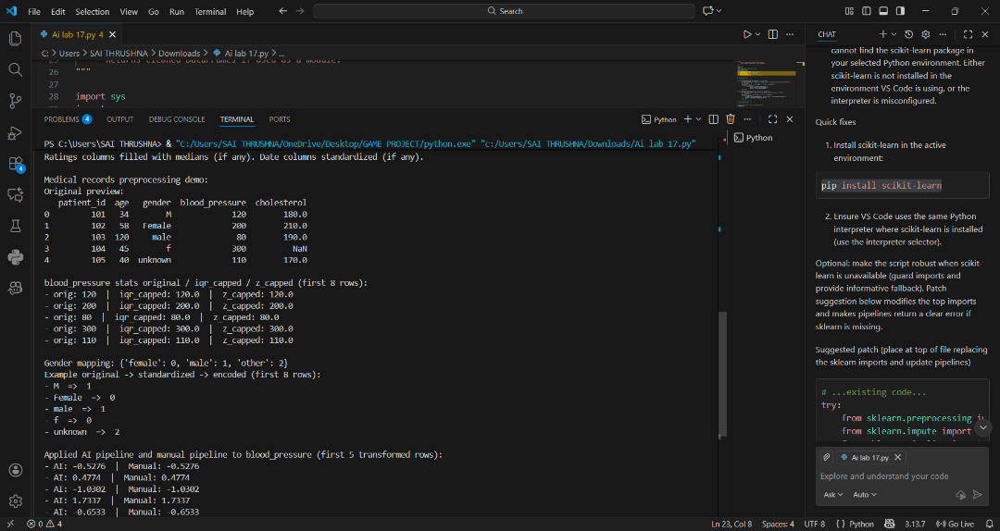 File Edit Selection View Go Run Terminal Help
Search
Ai lab 17.py 4
C: > Users > SAI THRUSHNA > Downloads > Ai lab 17.py > ...
25 Returns cleaned DataFrames if used as a module.
26 """
27
28 import sys
PROBLEMS 4 OUTPUT DEBUG CONSOLE TERMINAL PORTS
Python
PS C:\Users\SAI THRUSHNA> & "C:/Users/SAI THRUSHNA/OneDrive/Desktop/GAME PROJECT/python.exe" "c:/Users/SAI THRUSHNA/Downloads/Ai lab 17.py"
Ratings columns filled with medians (if any). Date columns standardized (if any).
Medical records preprocessing demo:
Original preview:
patient_id age gender blood_pressure cholesterol
0 101 34 M 120 180.0
1 102 58 Female 200 210.0
2 103 120 male 80 190.0
3 104 45 f 300 NaN
4 105 40 unknown 110 170.0
blood_pressure stats original / iqr_capped / z_capped (first 8 rows):
- orig: 120 | iqr_capped: 120.0 | z_capped: 120.0
- orig: 200 | iqr_capped: 200.0 | z_capped: 200.0
- orig: 80 | iqr_capped: 80.0 | z_capped: 80.0
- orig: 300 | iqr_capped: 300.0 | z_capped: 300.0
- orig: 110 | iqr_capped: 110.0 | z_capped: 110.0
Gender mapping: {'female': 0, 'male': 1, 'other': 2}
Example original -> standardized -> encoded (first 8 rows):
- M => 1
- Female => 0
- male => 1
- f => 0
- unknown => 2
Applied AI pipeline and manual pipeline to blood_pressure (first 5 transformed rows):
- AI: -0.5276 | Manual: -0.5276
- AI: 0.4774 | Manual: 0.4774
- AI: -1.0302 | Manual: -1.0302
- AI: 1.7337 | Manual: 1.7337
- AI: -0.6533 | Manual: -0.6533
Python
CHAT
cannot find the scikit-learn package in
your selected Python environment. Either
scikit-learn is not installed in the
environment VS Code is using, or the
interpreter is misconfigured.
Quick fixes
1. Install scikit-learn in the active
environment:
pip install scikit-learn
2. Ensure VS Code uses the same Python
interpreter where scikit-learn is installed
(use the interpreter selector).
Optional: make the script robust when scikit-
learn is unavailable (guard imports and
provide informative fallback). Patch
suggestion below modifies the top imports
and makes pipelines return a clear error if
sklearn is missing.
Suggested patch (place at top of file replacing
the sklearn imports and update pipelines)
# ...existing code...
try:
from sklearn.preprocessing
from sklearn.impute import
Ai lab 17.py
Explore and understand your code
Ask Auto
0 4
Ln 23, Col 8 Spaces: 4 UTF-8 {} Python 3.13.7 Go Live